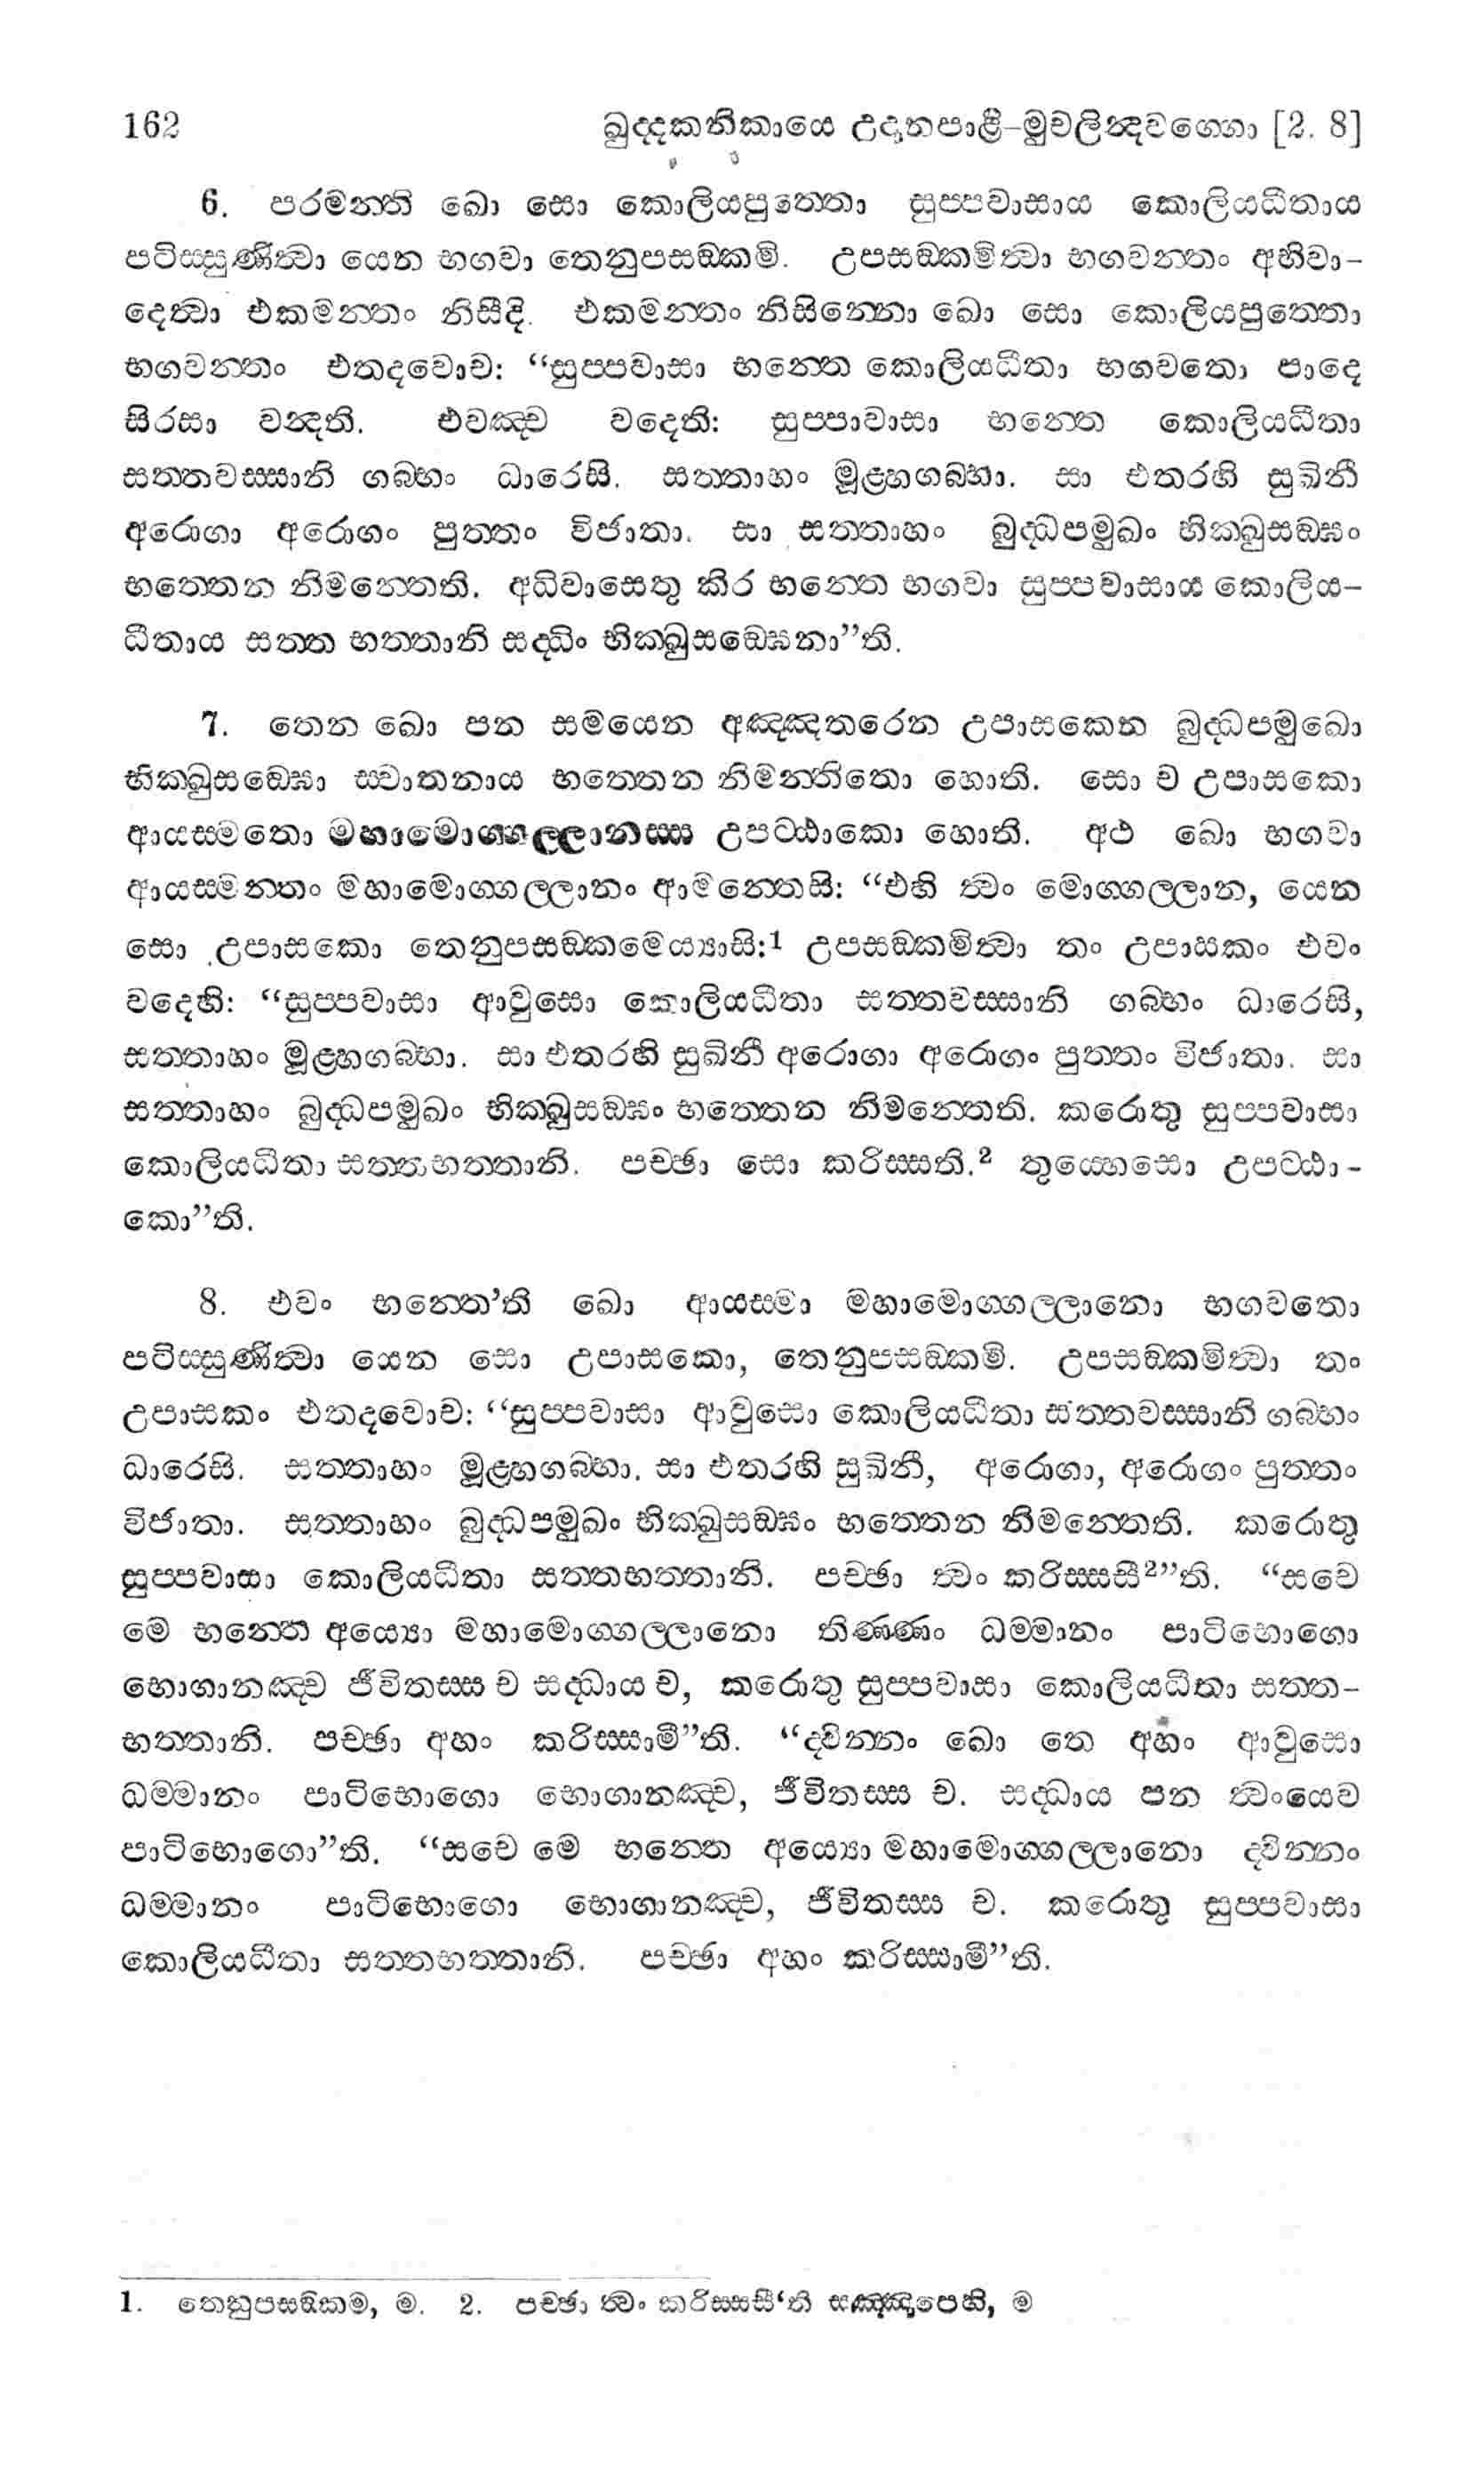 162 ඛුද්දකනිකායෙ උදානපාළි-මුචලින්දවග්ගො [2. 8]
6. පරමන්ති ඛො සො කොලියපුත්තො සුප්පවාසාය කොලියධීතාය
පටිස්සුණිත්වා යෙන භගවා තෙනුපසඞ්කමි. උපසඞ්කමිත්වා භගවන්තං අභිවා-
දෙත්වා එකමන්තං නිසීදි. එකමන්තං නිසින්නො ඛො සො කොලියපුත්තො
භගවන්තං එතදවොච: “සුප්පවාසා භන්තෙ කොලියධීතා භගවතො පාදෙ
සිරසා වන්දති. එවඤ්ච වදෙති: සුප්පාවාසා භන්තෙ කොලියධීතා
සත්තවස්සානි ගබ්භං ධාරෙසි. සත්තාහං මූළ්හගබ්භා. සා එතරහි සුඛිනී
අරොගා අරොගං පුත්තං විජාතා. සා සත්තාහං බුද්ධපමුඛං භික්ඛුසඞ්ඝං
භත්තෙන නිමන්තෙති. අධිවාසෙතු කිර භන්තෙ භගවා සුප්පවාසාය කොලිය-
ධීතාය සත්ත භත්තානි සද්ධිං භික්ඛුසඞ්ඝෙනා”ති.
7. තෙන ඛො පන සමයෙන අඤ්ඤතරෙන උපාසකෙන බුද්ධපමුඛො
භික්ඛුසඞ්ඝො ස්වාතනාය භත්තෙන නිමන්තිතො හොති. සො ච උපාසකො
ආයස්මතො මහාමොග්ගල්ලානස්ස උපට්ඨාකො හොති. අථ ඛො භගවා
ආයස්මන්තං මහාමොග්ගල්ලානං ආමන්තෙසි: “එහි ත්වං මොග්ගල්ලාන, යෙන
සො උපාසකො තෙනුපසඞ්කමෙය්‍යාසි:1 උපසඞ්කමිත්වා තං උපාසකං එවං
වදෙහි: “සුප්පවාසා ආවුසො කොලියධීතා සත්තවස්සානි ගබ්භං ධාරෙසි,
සත්තාහං මූළ්හගබ්භා. සා එතරහි සුඛිනී අරොගා අරොගං පුත්තං විජාතා. සා
සත්තාහං බුද්ධපමුඛං භික්ඛුසඞ්ඝං භත්තෙන නිමන්තෙති. කරොතු සුප්පවාසා
කොලියධීතා සත්තභත්තානි. පච්ඡා සො කරිස්සති.2 තුය්හෙසො උපට්ඨා-
කො”ති.
8. එවං භන්තෙ’ති ඛො ආයස්මා මහාමොග්ගල්ලානො භගවතො
පටිස්සුණිත්වා යෙන සො උපාසකො, තෙනුපසඞ්කමි. උපසඞ්කමිත්වා තං
උපාසකං එතදවොච: “සුප්පවාසා ආවුසො කොලියධීතා සත්තවස්සානි ගබ්භං
ධාරෙසි. සත්තාහං මූළ්හගබ්භා. සා එතරහි සුඛිනී, අරොගා, අරොගං පුත්තං
විජාතා. සත්තාහං බුද්ධපමුඛං භික්ඛුසඞ්ඝං භත්තෙන නිමන්තෙති. කරොතු
සුප්පවාසා කොලියධීතා සත්තභත්තානි. පච්ඡා ත්වං කරිස්සසී2”ති. “සචෙ
මෙ භන්තෙ අය්‍යො මහාමොග්ගල්ලානො තිණ්ණං ධම්මානං පාටිභොගො
භොගානඤ්ච ජීවිතස්ස ච සද්ධාය ච, කරොතු සුප්පවාසා කොලියධීතා සත්ත-
භත්තානි. පච්ඡා අහං කරිස්සාමී”ති. “ද්වින්නං ඛො තෙ අහං ආවුසො
ධම්මානං පාටිභොගො භොගානඤ්ච, ජීවිතස්ස ච. සද්ධාය පන ත්වංයෙව
පාටිභොගො”ති. “සචෙ මෙ භන්තෙ අය්‍යො මහාමොග්ගල්ලානො ද්වින්නං
ධම්මානං පාටිභොගො භොගානඤ්ච, ජීවිතස්ස ච. කරොතු සුප්පවාසා
කොලියධීතා සත්තභත්තානි. පච්ඡා අහං කරිස්සාමී”ති.
1. තෙනුපසඞ්කම, ම. 2. පච්ඡා ත්වං කරිස්සසී‘ති සඤ්ඤාපෙහි, ම